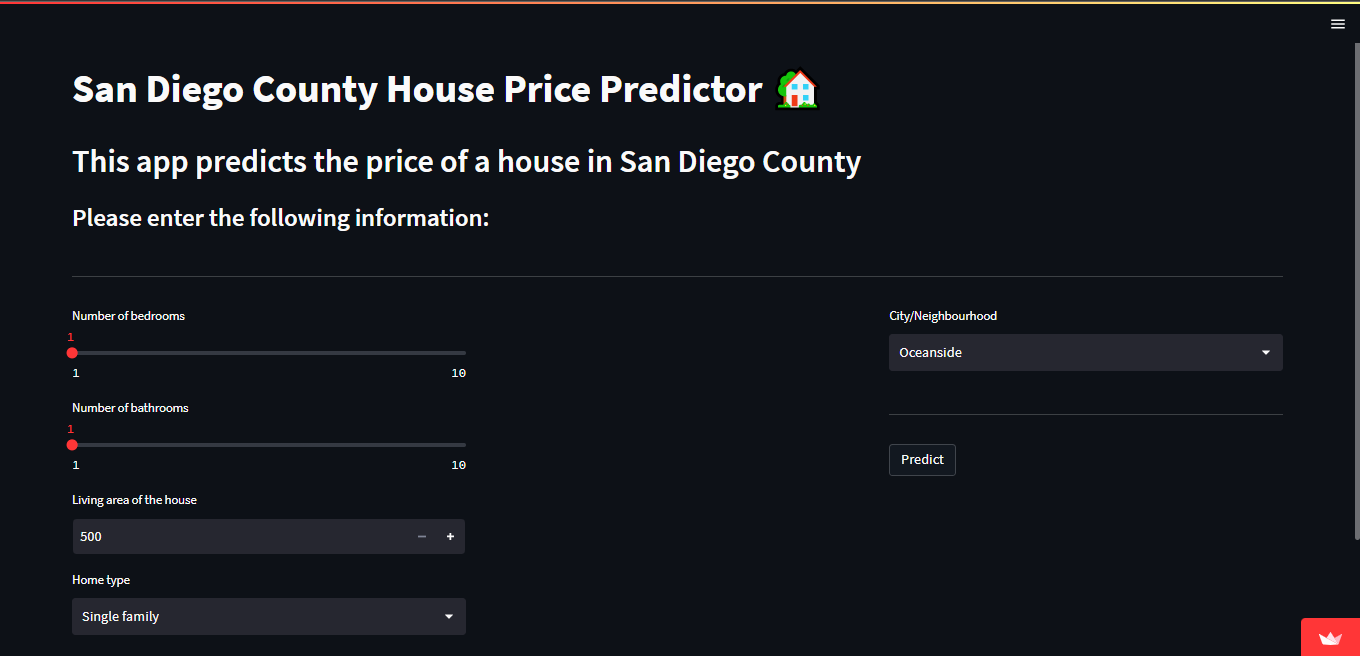 San Diego County House Price Predictor
This app predicts the price of a house in San Diego County
Please enter the following information:
Number of bedrooms
1
1 10
Number of bathrooms
1
1 10
Living area of the house
500
Home type
Single family
City/Neighbourhood
Oceanside
Predict